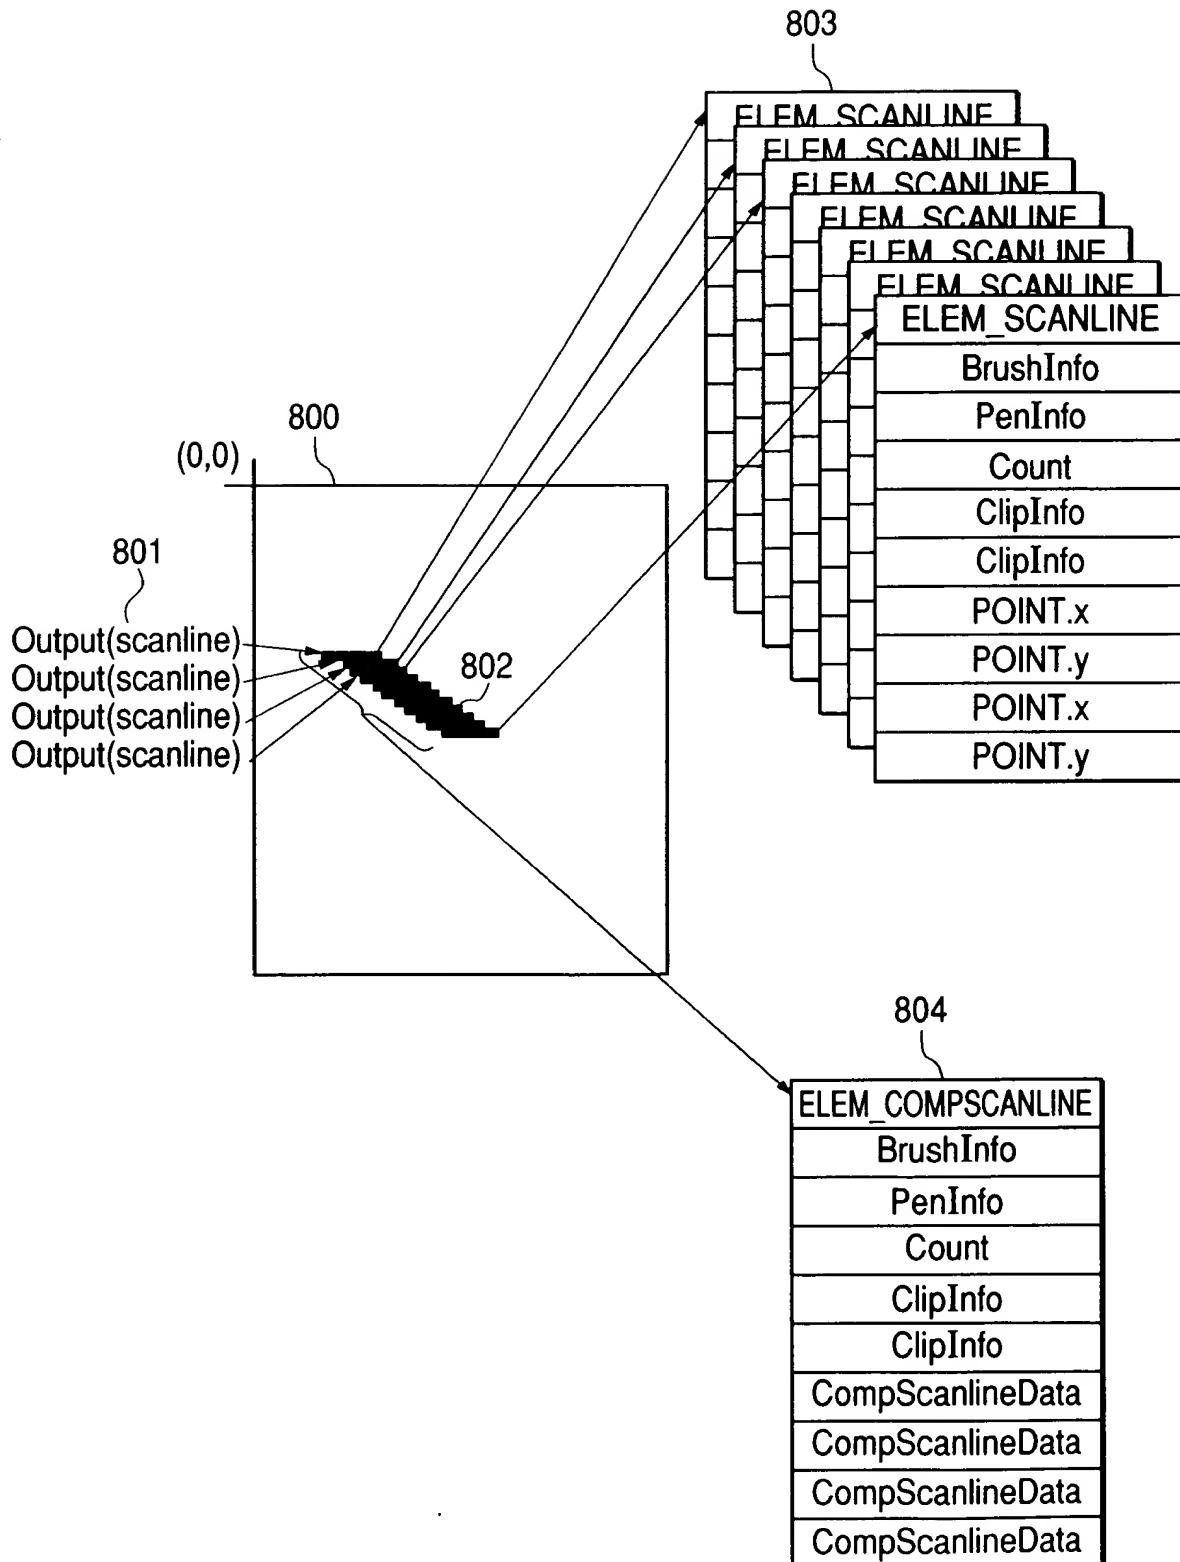 803
ELEM_SCANLINE
ELEM_SCANLINE
ELEM_SCANLINE
ELEM_SCANLINE
ELEM_SCANLINE
ELEM_SCANLINE
ELEM_SCANLINE
BrushInfo
PenInfo
Count
ClipInfo
ClipInfo
POINT.x
POINT.y
POINT.x
POINT.y
800
(0,0)
801
Output(scanline)
Output(scanline)
Output(scanline)
Output(scanline)
802
804
ELEM_COMPSCANLINE
BrushInfo
PenInfo
Count
ClipInfo
ClipInfo
CompScanlineData
CompScanlineData
CompScanlineData
CompScanlineData